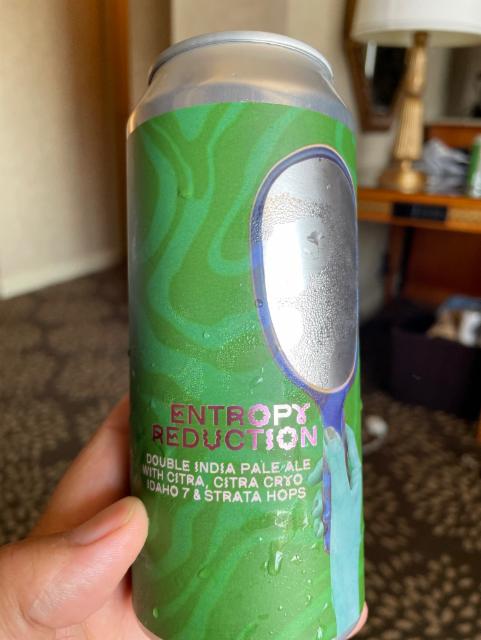 ENTROPY
REDUCTION
DOUBLE INDIA PALE ALE
WITH CITRA, CITRA CRYO
IDAHO 7 & STRATA HOPS